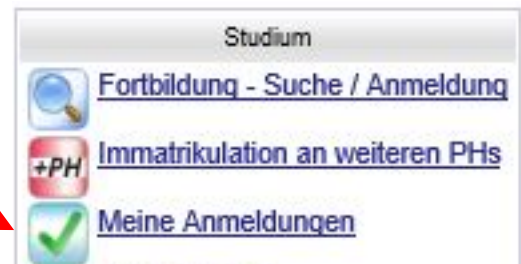 Studium
Fortbildung - Suche / Anmeldung
+PH Immatrikulation an weiteren PHs
Meine Anmeldungen